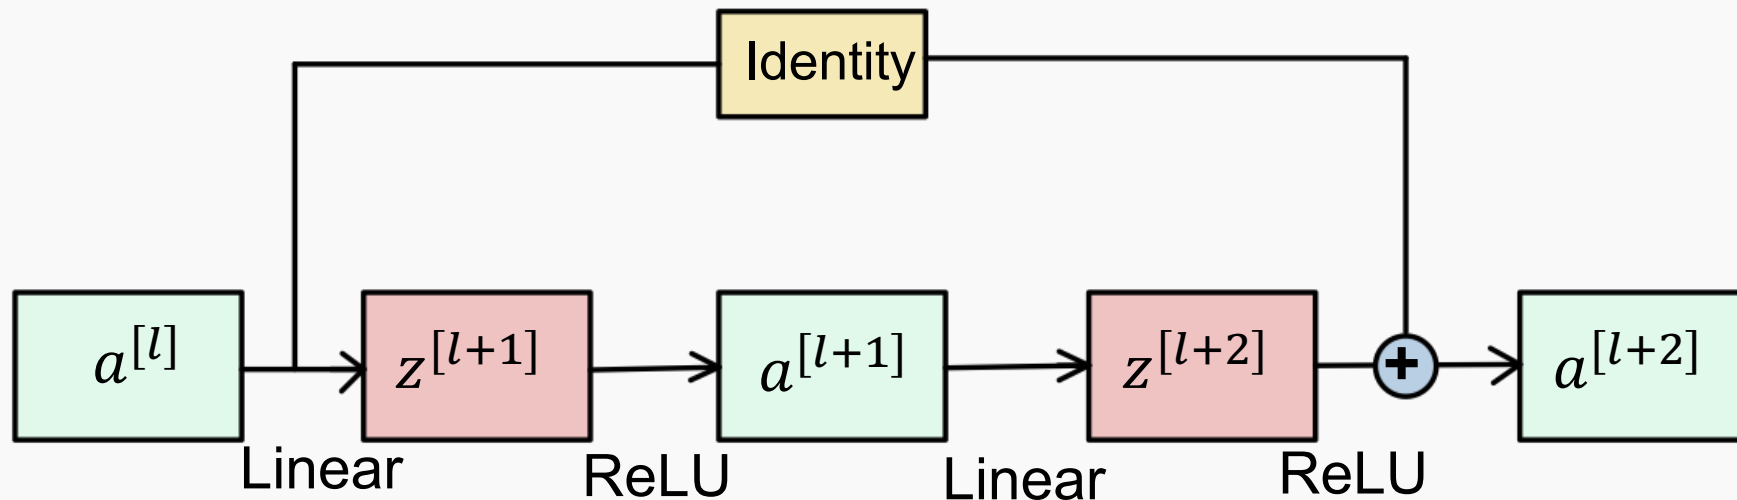 Identity
a^[l]
z^[l+1]
a^[l+1]
z^[l+2]
+
a^[l+2]
Linear
ReLU
Linear
ReLU